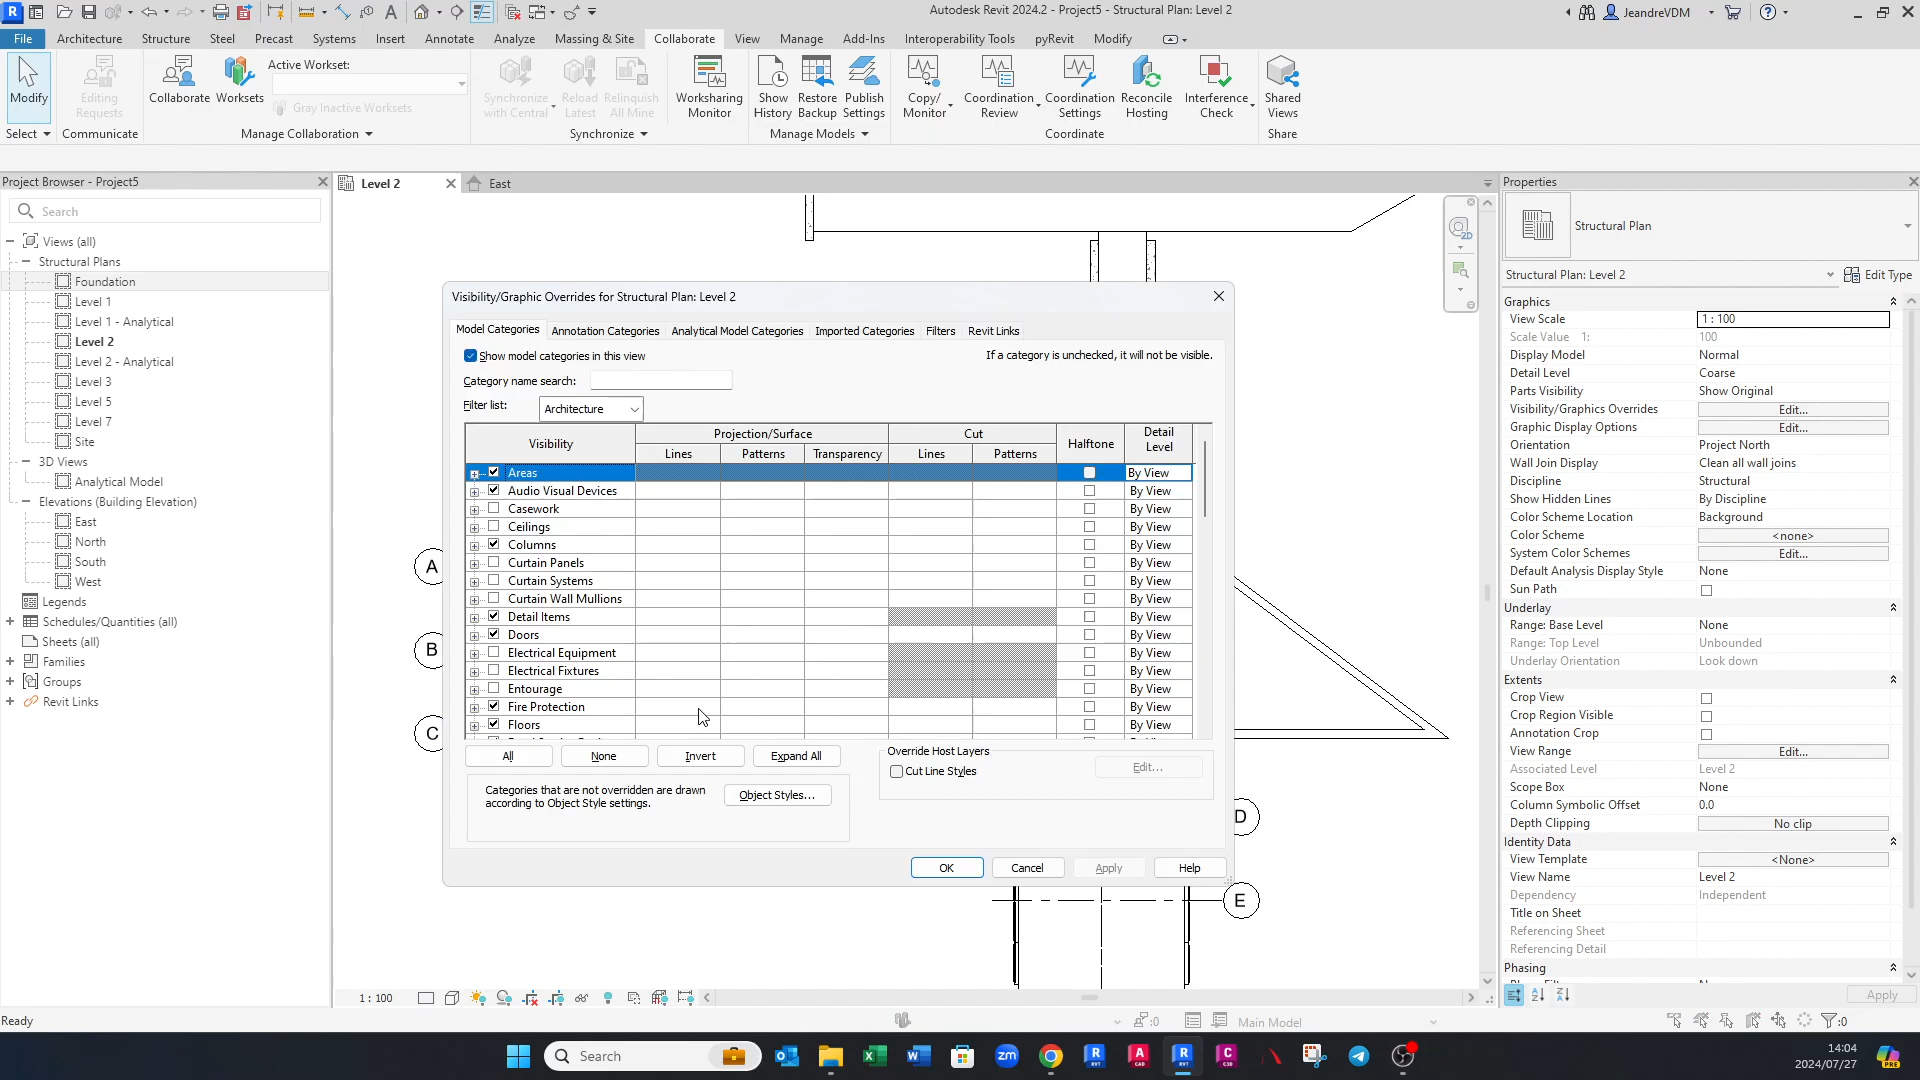 Autodesk Revit 2024.2 - Project5 - Structural Plan: Level 2
JeandreVDM
File
Architecture
Structure
Steel
Precast
Systems
Insert
Annotate
Analyze
Massing & Site
Collaborate
View
Manage
Add-Ins
Interoperability Tools
pyRevit
Modify
Modify
Editing
Requests
Collaborate
Worksets
Active Workset:
Gray Inactive Worksets
Synchronize
with Central
Reload
Latest
Relinquish
All Mine
Worksharing
Monitor
Show
History
Restore
Backup
Publish
Settings
Copy/
Monitor
Coordination
Review
Coordination
Settings
Reconcile
Hosting
Interference
Check
Shared
Views
Select
Communicate
Manage Collaboration
Synchronize
Manage Models
Coordinate
Share
Project Browser - Project5
Search
Views (all)
Structural Plans
Foundation
Level 1
Level 1 - Analytical
Level 2
Level 2 - Analytical
Level 3
Level 5
Level 7
Site
3D Views
Analytical Model
Elevations (Building Elevation)
East
North
South
West
Legends
Schedules/Quantities (all)
Sheets (all)
Families
Groups
Revit Links
Level 2
East
2D
A
B
C
D
E
Visibility/Graphic Overrides for Structural Plan: Level 2
Model Categories
Annotation Categories
Analytical Model Categories
Imported Categories
Filters
Revit Links
Show model categories in this view
If a category is unchecked, it will not be visible.
Category name search:
Filter list:
Architecture
Visibility
Projection/Surface
Cut
Halftone
Detail
Level
Lines
Patterns
Transparency
Lines
Patterns
Areas By View
Audio Visual Devices By View
Casework By View
Ceilings By View
Columns By View
Curtain Panels By View
Curtain Systems By View
Curtain Wall Mullions By View
Detail Items By View
Doors By View
Electrical Equipment By View
Electrical Fixtures By View
Entourage By View
Fire Protection By View
Floors By View
All
None
Invert
Expand All
Override Host Layers
Cut Line Styles
Edit...
Categories that are not overridden are drawn
according to Object Style settings.
Object Styles...
OK
Cancel
Apply
Help
Properties
Structural Plan
Structural Plan: Level 2
Edit Type
Graphics
View Scale 1 : 100
Scale Value 1: 100
Display Model Normal
Detail Level Coarse
Parts Visibility Show Original
Visibility/Graphics Overrides Edit...
Graphic Display Options Edit...
Orientation Project North
Wall Join Display Clean all wall joins
Discipline Structural
Show Hidden Lines By Discipline
Color Scheme Location Background
Color Scheme <none>
System Color Schemes Edit...
Default Analysis Display Style None
Sun Path
Underlay
Range: Base Level None
Range: Top Level Unbounded
Underlay Orientation Look down
Extents
Crop View
Crop Region Visible
Annotation Crop
View Range Edit...
Associated Level Level 2
Scope Box None
Column Symbolic Offset 0.0
Depth Clipping No clip
Identity Data
View Template <None>
View Name Level 2
Dependency Independent
Title on Sheet
Referencing Sheet
Referencing Detail
Phasing
Apply
1 : 100
Ready
:0
Main Model
:0
Search
14:04
2024/07/27